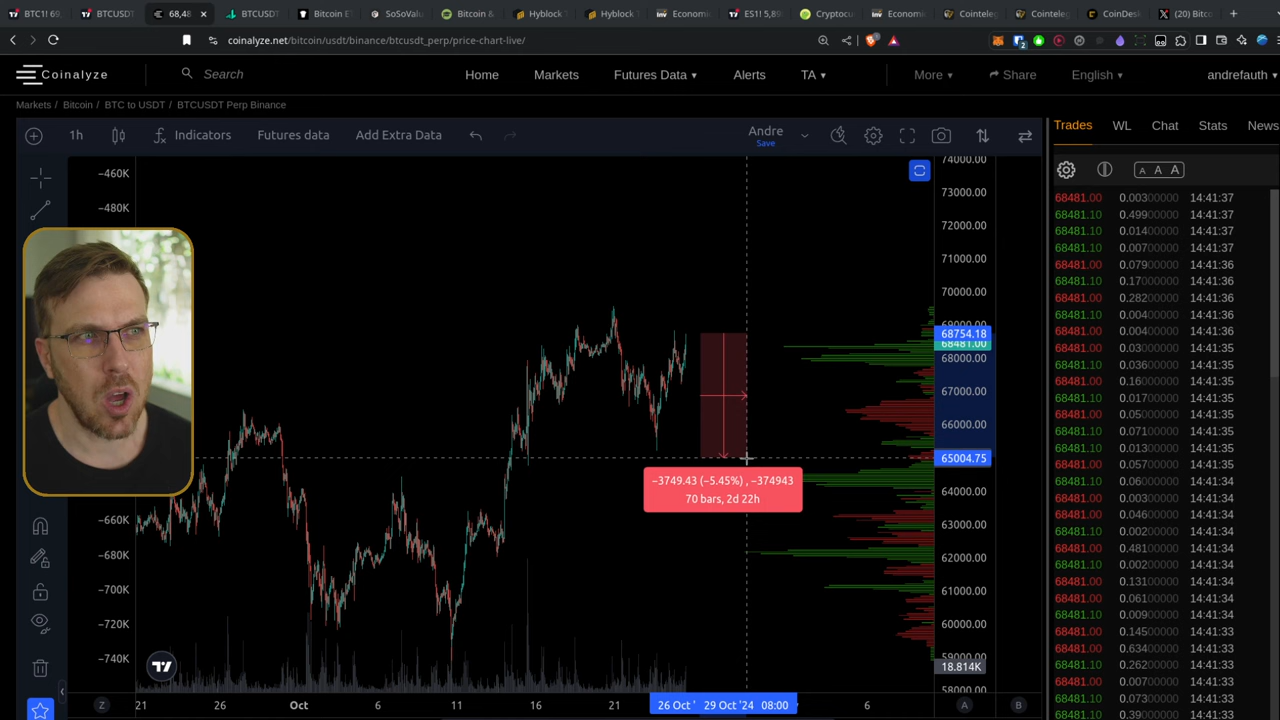 BTC1! 69,
BTCUSDT
68,48
BTCUSDT
Bitcoin E
SoSoValu
Bitcoin &
Hyblock
Hyblock
Economi
ES1! 5,89
Cryptocu
Economi
Cointele
Cointele
CoinDes
(20) Bitc
coinalyze.net/bitcoin/usdt/binance/btcusdt_perp/price-chart-live/
Coinalyze
Search
Home
Markets
Futures Data
Alerts
TA
More
Share
English
andrefauth
Markets / Bitcoin / BTC to USDT / BTCUSDT Perp Binance
1h
Indicators
Futures data
Add Extra Data
Andre
Save
Trades
WL
Chat
Stats
News
A A A
−460K
−480K
−660K
−680K
−700K
−720K
−740K
74000.00
73000.00
72000.00
71000.00
70000.00
69000.00
68754.18
68481.00
68000.00
67000.00
66000.00
65004.75
64000.00
63000.00
62000.00
61000.00
60000.00
59000.00
18.814K
58000.00
−3749.43 (−5.45%) , −374943
70 bars, 2d 22h
21
26
Oct
6
11
16
21
26 Oct '
29 Oct '24 08:00
6
Z
A
B
68481.00 0.00300000 14:41:37
68481.10 0.49900000 14:41:37
68481.10 0.01400000 14:41:37
68481.10 0.00700000 14:41:37
68481.00 0.07900000 14:41:36
68481.10 0.17000000 14:41:36
68481.00 0.28200000 14:41:36
68481.10 0.00400000 14:41:36
68481.00 0.00400000 14:41:36
68481.00 0.03000000 14:41:35
68481.10 0.03600000 14:41:35
68481.00 0.16000000 14:41:35
68481.00 0.05000000 14:41:35
68481.10 0.07100000 14:41:35
68481.10 0.01300000 14:41:35
68481.00 0.05700000 14:41:35
68481.10 0.00600000 14:41:34
68481.10 0.00300000 14:41:34
68481.00 0.04600000 14:41:34
68481.10 0.00200000 14:41:34
68481.10 0.48100000 14:41:34
68481.10 0.00200000 14:41:34
68481.00 0.13100000 14:41:34
68481.10 0.06100000 14:41:34
68481.10 0.00900000 14:41:34
68481.00 0.14500000 14:41:33
68481.00 0.63400000 14:41:33
68481.10 0.26200000 14:41:33
68481.00 0.00700000 14:41:33
68481.10 0.07300000 14:41:33
68481.00 0.39000000 14:41:33